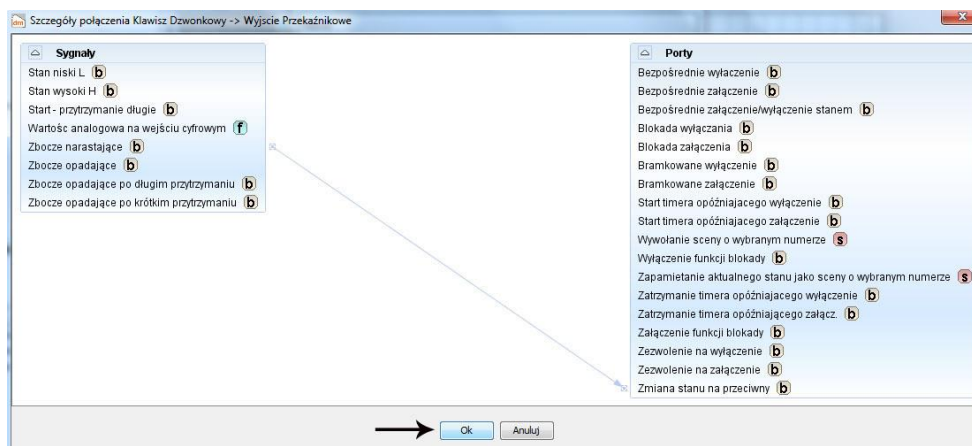 drm Szczegóły połączenia Klawisz Dzwonkowy -> Wyjscie Przekaźnikowe
Sygnały
Stan niski L b
Stan wysoki H b
Start - przytrzymanie długie b
Wartośc analogowa na wejściu cyfrowym f
Zbocze narastające b
Zbocze opadające b
Zbocze opadające po długim przytrzymaniu b
Zbocze opadające po krótkim przytrzymaniu b
Porty
Bezpośrednie wyłaczenie b
Bezpośrednie załączenie b
Bezpośrednie załączenie/wyłączenie stanem b
Blokada wyłączania b
Blokada załączenia b
Bramkowane wyłączenie b
Bramkowane załączenie b
Start timera opóźniajacego wyłączenie b
Start timera opóźniajacego załączenie b
Wywołanie sceny o wybranym numerze s
Wyłączenie funkcji blokady b
Zapamietanie aktualnego stanu jako sceny o wybranym numerze s
Zatrzymanie timera opóźniajacego wyłączenie b
Zatrzymanie timera opóźniającego załącz. b
Załączenie funkcji blokady b
Zezwolenie na wyłączenie b
Zezwolenie na załączenie b
Zmiana stanu na przeciwny b
Ok
Anuluj